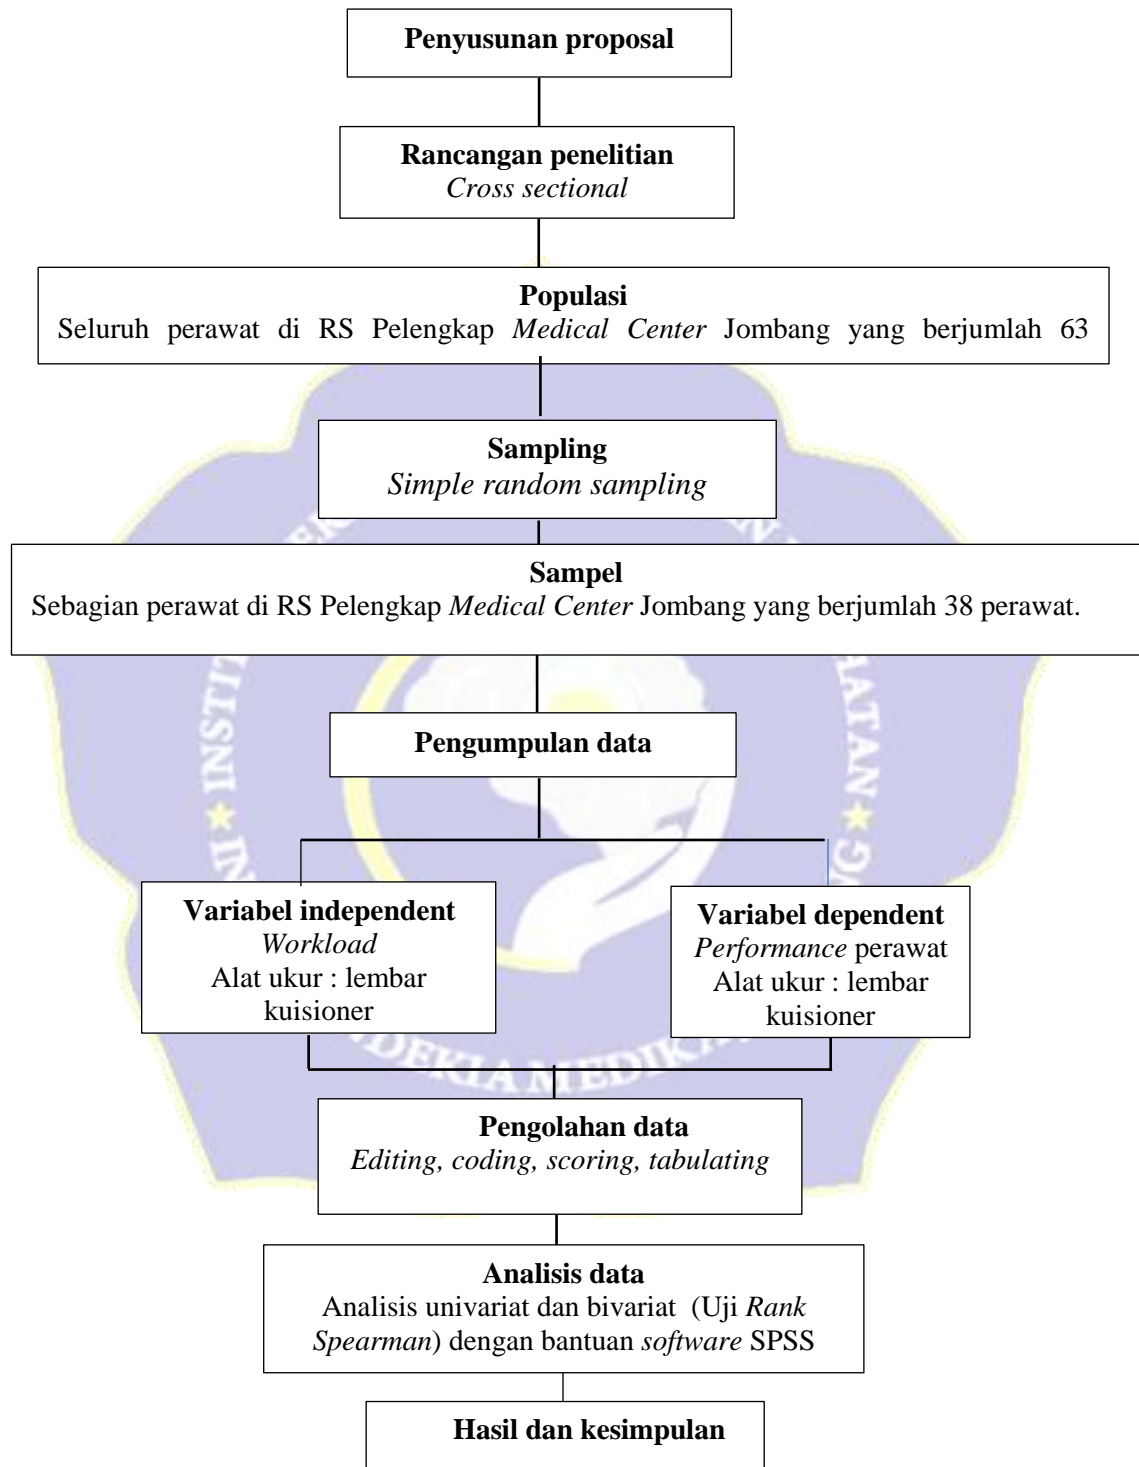 Penyusunan proposal
Rancangan penelitian
Cross sectional
Populasi
Seluruh perawat di RS Pelengkap Medical Center Jombang yang berjumlah 63
Sampling
Simple random sampling
Sampel
Sebagian perawat di RS Pelengkap Medical Center Jombang yang berjumlah 38 perawat.
Pengumpulan data
Variabel independent
Workload
Alat ukur : lembar
kuisioner
Variabel dependent
Performance perawat
Alat ukur : lembar
kuisioner
Pengolahan data
Editing, coding, scoring, tabulating
Analisis data
Analisis univariat dan bivariat (Uji Rank
Spearman) dengan bantuan software SPSS
Hasil dan kesimpulan